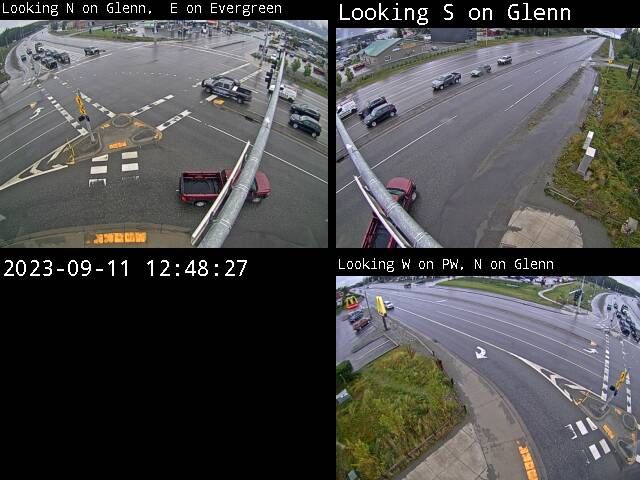 Looking N on Glenn,  E on Evergreen
Looking S on Glenn
2023-09-11 12:48:27
Looking W on PW, N on Glenn